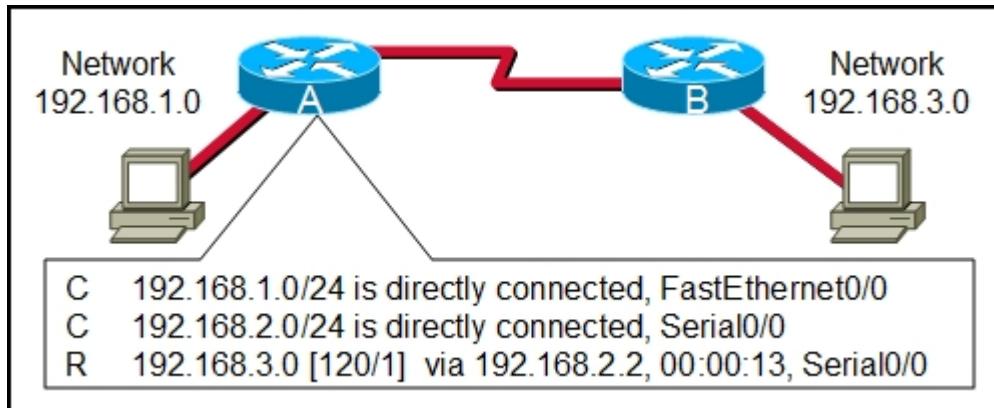 Network
192.168.1.0
A
B
Network
192.168.3.0
C 192.168.1.0/24 is directly connected, FastEthernet0/0
C 192.168.2.0/24 is directly connected, Serial0/0
R 192.168.3.0 [120/1] via 192.168.2.2, 00:00:13, Serial0/0